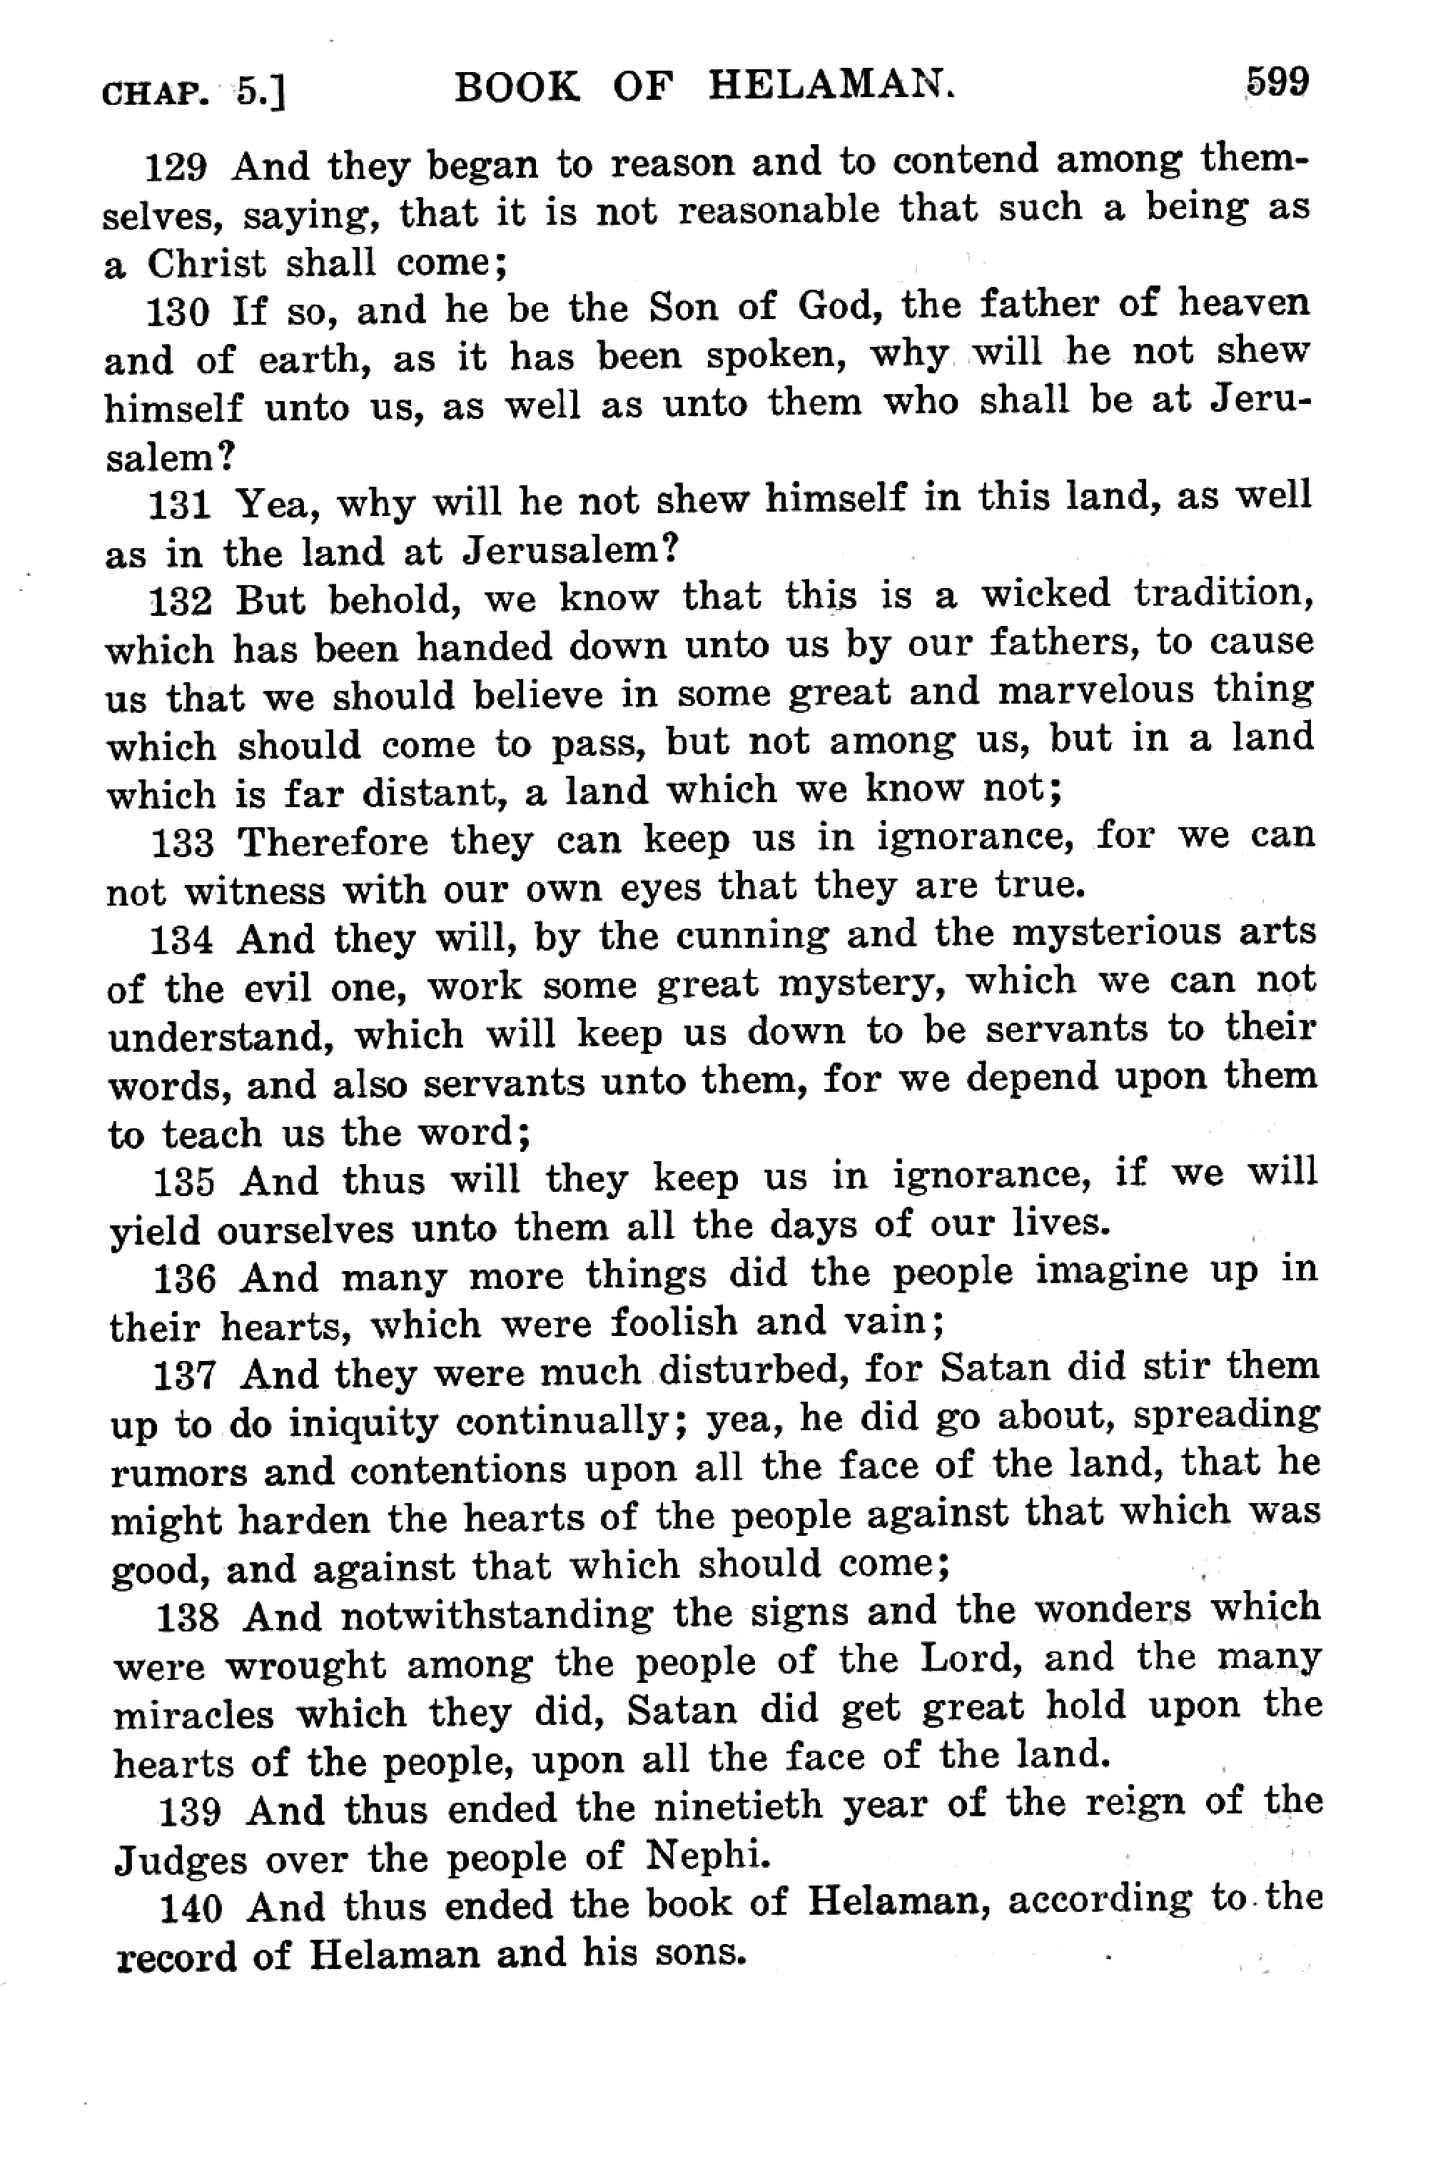 CHAP. 5.] BOOK OF HELAMAN. 599
129 And they began to reason and to contend among them-
selves, saying, that it is not reasonable that such a being as
a Christ shall come;
130 If so, and he be the Son of God, the father of heaven
and of earth, as it has been spoken, why will he not shew
himself unto us, as well as unto them who shall be at Jeru-
salem?
131 Yea, why will he not shew himself in this land, as well
as in the land at Jerusalem?
132 But behold, we know that this is a wicked tradition,
which has been handed down unto us by our fathers, to cause
us that we should believe in some great and marvelous thing
which should come to pass, but not among us, but in a land
which is far distant, a land which we know not;
133 Therefore they can keep us in ignorance, for we can
not witness with our own eyes that they are true.
134 And they will, by the cunning and the mysterious arts
of the evil one, work some great mystery, which we can not
understand, which will keep us down to be servants to their
words, and also servants unto them, for we depend upon them
to teach us the word;
135 And thus will they keep us in ignorance, if we will
yield ourselves unto them all the days of our lives.
136 And many more things did the people imagine up in
their hearts, which were foolish and vain;
137 And they were much disturbed, for Satan did stir them
up to do iniquity continually; yea, he did go about, spreading
rumors and contentions upon all the face of the land, that he
might harden the hearts of the people against that which was
good, and against that which should come;
138 And notwithstanding the signs and the wonders which
were wrought among the people of the Lord, and the many
miracles which they did, Satan did get great hold upon the
hearts of the people, upon all the face of the land.
139 And thus ended the ninetieth year of the reign of the
Judges over the people of Nephi.
140 And thus ended the book of Helaman, according to the
record of Helaman and his sons.